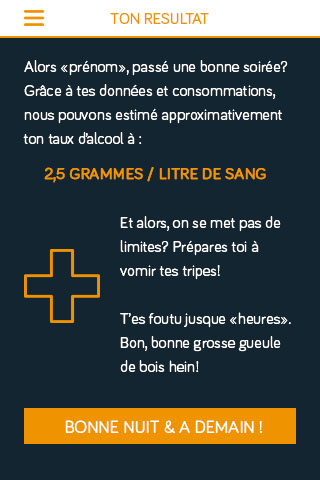 TON RESULTAT
Alors «prénom», passé une bonne soirée?
Grâce à tes données et consommations,
nous pouvons estimé approximativement
ton taux d'alcool à :
2,5 GRAMMES / LITRE DE SANG
Et alors, on se met pas de
limites? Prépares toi à
vomir tes tripes!
T'es foutu jusque «heures».
Bon, bonne grosse gueule
de bois hein!
BONNE NUIT & A DEMAIN !